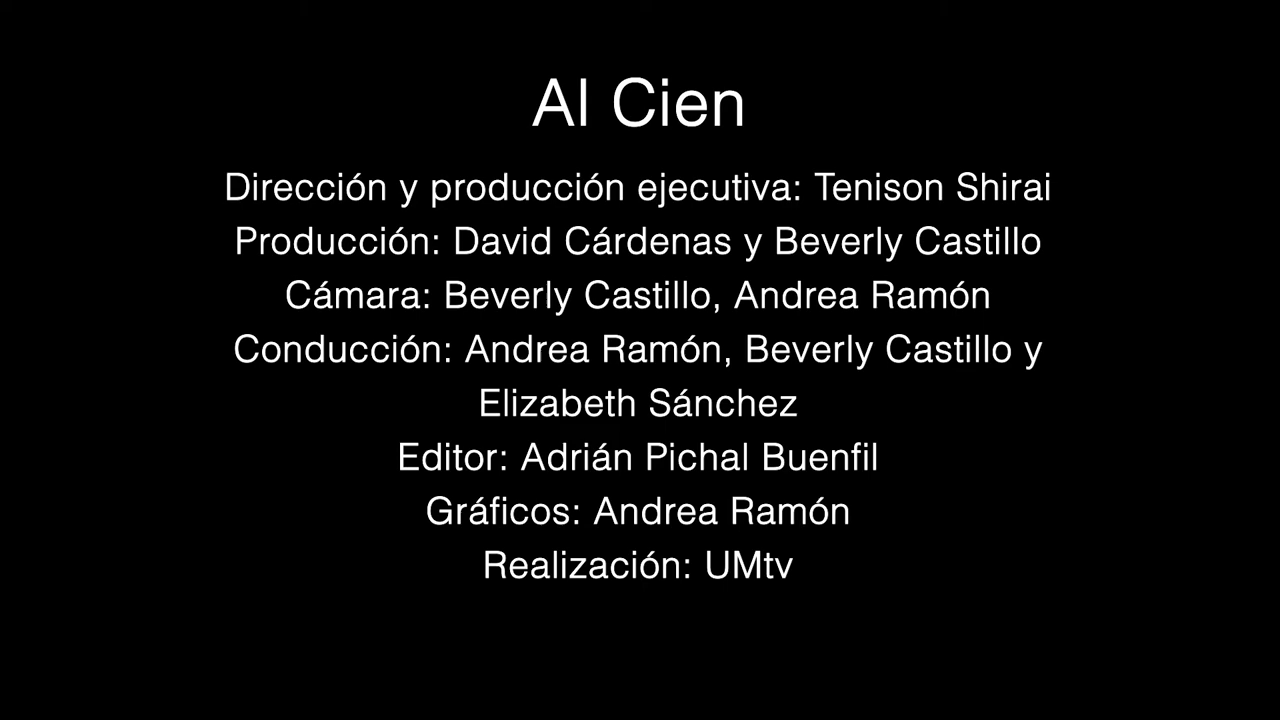 Al Cien
Dirección y producción ejecutiva: Tenison Shirai
Producción: David Cárdenas y Beverly Castillo
Cámara: Beverly Castillo, Andrea Ramón
Conducción: Andrea Ramón, Beverly Castillo y
Elizabeth Sánchez
Editor: Adrián Pichal Buenfil
Gráficos: Andrea Ramón
Realización: UMtv